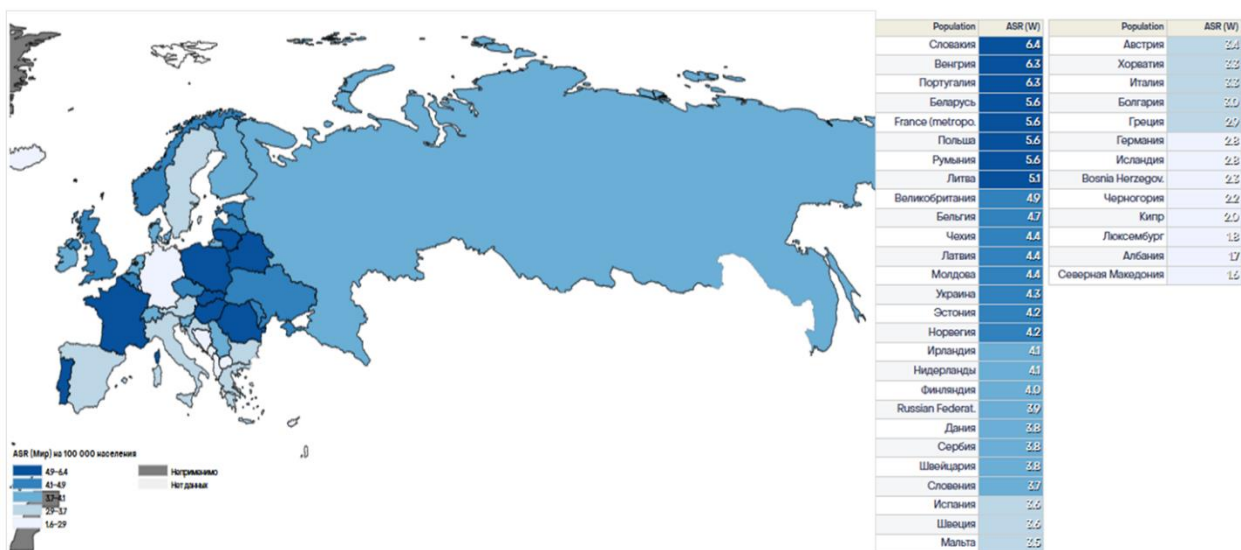 Population ASR (W)
Словакия 6.4
Венгрия 6.3
Португалия 6.3
Беларусь 5.6
France (metropo. 5.6
Польша 5.6
Румыния 5.6
Литва 5.1
Великобритания 4.9
Бельгия 4.7
Чехия 4.4
Латвия 4.4
Молдова 4.4
Украина 4.3
Эстония 4.2
Норвегия 4.2
Ирландия 4.1
Нидерланды 4.1
Финляндия 4.0
Russian Federat. 3.9
Дания 3.8
Сербия 3.8
Швейцария 3.8
Словения 3.7
Испания 3.6
Швеция 3.6
Мальта 3.5
Population ASR (W)
Австрия 3.4
Хорватия 3.3
Италия 3.3
Болгария 3.0
Греция 2.9
Германия 2.8
Исландия 2.8
Bosnia Herzegov. 2.3
Черногория 2.2
Кипр 2.0
Люксембург 1.8
Албания 1.7
Северная Македония 1.6
ASR (Мир) на 100 000 населения
4.9–6.4
4.1–4.9
3.7–4.1
2.9–3.7
1.6–2.9
Неприменимо
Нет данных